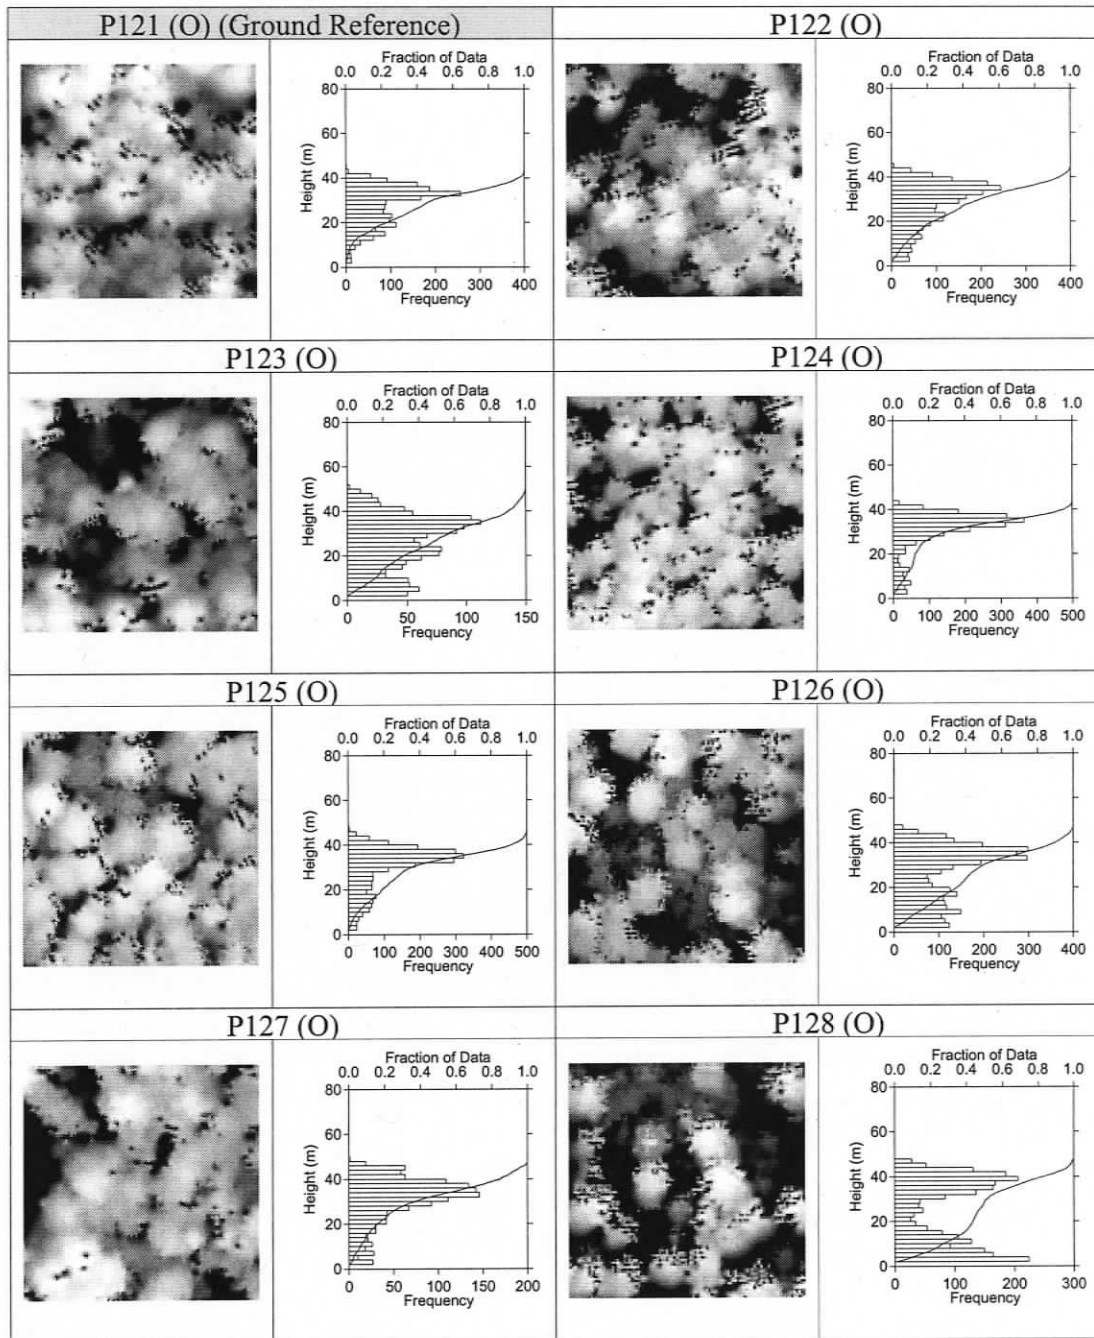 P121 (O) (Ground Reference)
Fraction of Data
0.0 0.2 0.4 0.6 0.8 1.0
80
60
40
20
0
Height (m)
0 100 200 300 400
Frequency
P122 (O)
Fraction of Data
0.0 0.2 0.4 0.6 0.8 1.0
80
60
40
20
0
Height (m)
0 100 200 300 400
Frequency
P123 (O)
Fraction of Data
0.0 0.2 0.4 0.6 0.8 1.0
80
60
40
20
0
Height (m)
0 50 100 150
Frequency
P124 (O)
Fraction of Data
0.0 0.2 0.4 0.6 0.8 1.0
80
60
40
20
0
Height (m)
0 100 200 300 400 500
Frequency
P125 (O)
Fraction of Data
0.0 0.2 0.4 0.6 0.8 1.0
80
60
40
20
0
Height (m)
0 100 200 300 400 500
Frequency
P126 (O)
Fraction of Data
0.0 0.2 0.4 0.6 0.8 1.0
80
60
40
20
0
Height (m)
0 100 200 300 400
Frequency
P127 (O)
Fraction of Data
0.0 0.2 0.4 0.6 0.8 1.0
80
60
40
20
0
Height (m)
0 50 100 150 200
Frequency
P128 (O)
Fraction of Data
0.0 0.2 0.4 0.6 0.8 1.0
80
60
40
20
0
Height (m)
0 100 200 300
Frequency